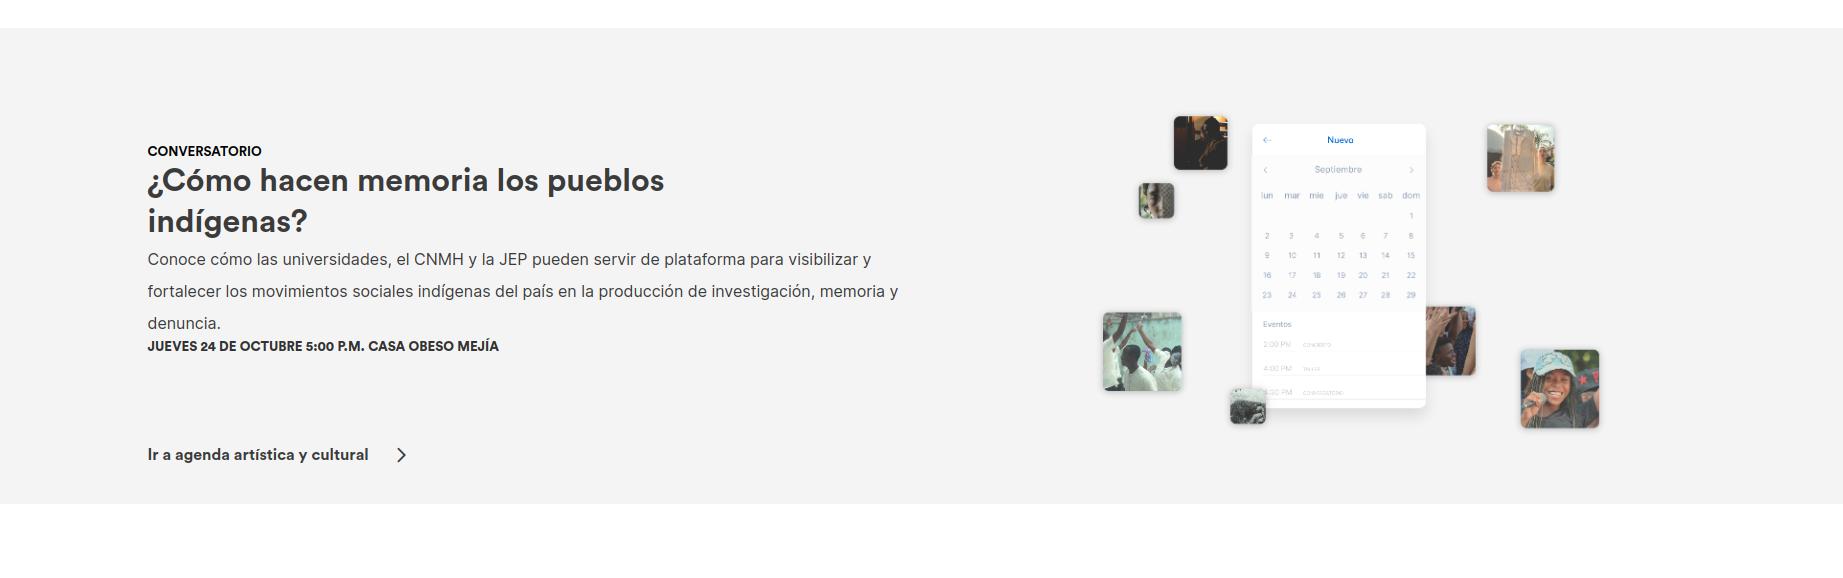 CONVERSATORIO
¿Cómo hacen memoria los pueblos
indígenas?
Conoce cómo las universidades, el CNMH y la JEP pueden servir de plataforma para visibilizar y
fortalecer los movimientos sociales indígenas del país en la producción de investigación, memoria y
denuncia.
JUEVES 24 DE OCTUBRE 5:00 P.M. CASA OBESO MEJÍA
Ir a agenda artística y cultural
Nuevo
Septiembre
lun mar mie jue vie sab dom
1
2 3 4 5 6 7 8
9 10 11 12 13 14 15
16 17 18 19 20 21 22
23 24 25 26 27 28 29
Eventos
2:00 PM CONCIERTO
4:00 PM TALLER
:30 PM CONVERSATORIO